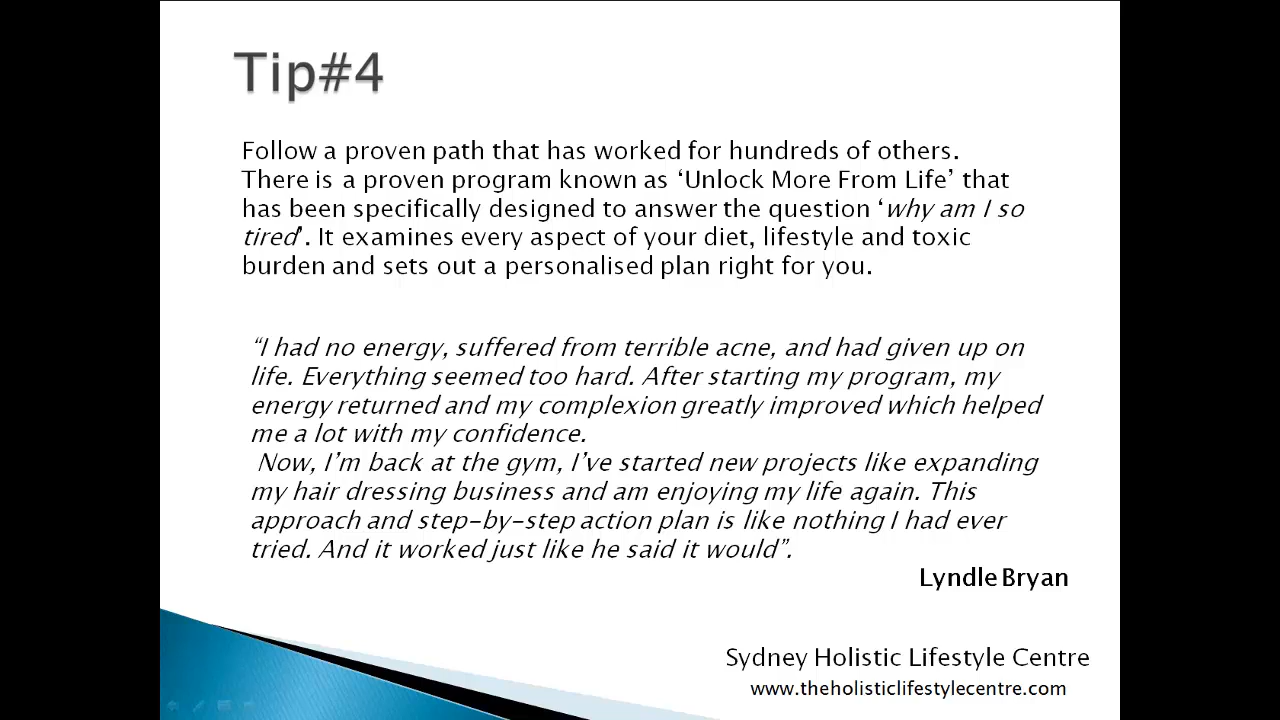 Tip#4
Follow a proven path that has worked for hundreds of others.
There is a proven program known as ‘Unlock More From Life’ that
has been specifically designed to answer the question ‘why am I so
tired’. It examines every aspect of your diet, lifestyle and toxic
burden and sets out a personalised plan right for you.
“I had no energy, suffered from terrible acne, and had given up on
life. Everything seemed too hard. After starting my program, my
energy returned and my complexion greatly improved which helped
me a lot with my confidence.
Now, I’m back at the gym, I’ve started new projects like expanding
my hair dressing business and am enjoying my life again. This
approach and step-by-step action plan is like nothing I had ever
tried. And it worked just like he said it would”.
Lyndle Bryan
Sydney Holistic Lifestyle Centre
www.theholisticlifestylecentre.com